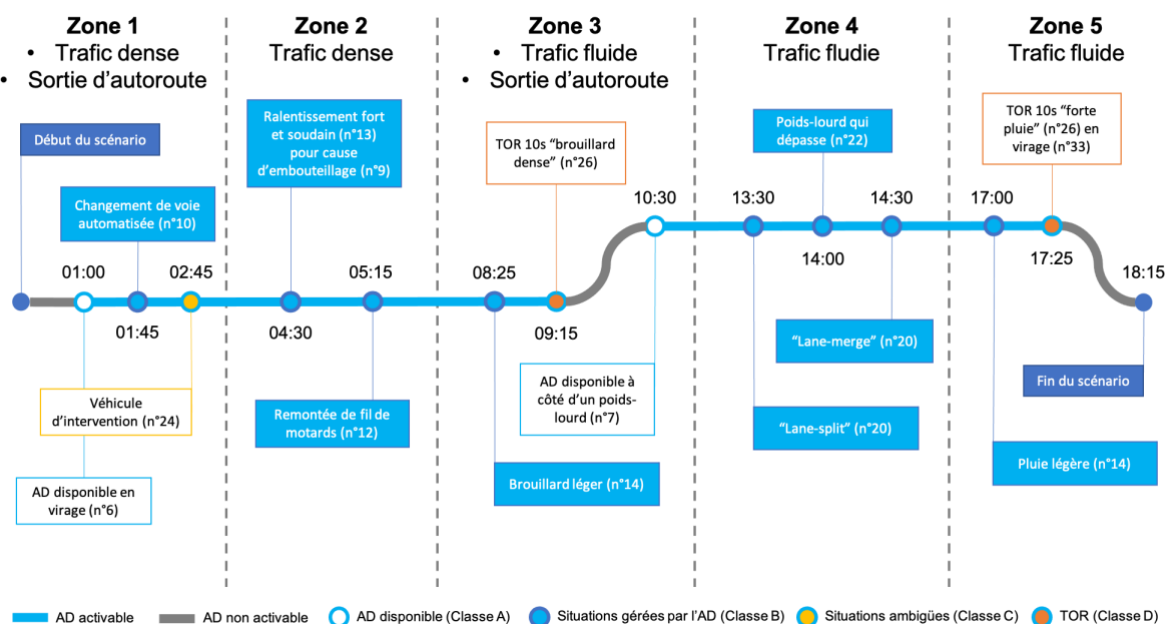 Zone 1
• Trafic dense
• Sortie d'autoroute
Zone 2
Trafic dense
Zone 3
• Trafic fluide
• Sortie d'autoroute
Zone 4
Trafic fludie
Zone 5
Trafic fluide
Début du scénario
Changement de voie
automatisée (n°10)
Ralentissement fort
et soudain (n°13)
pour cause
d'embouteillage (n°9)
TOR 10s "brouillard
dense" (n°26)
Poids-lourd qui
dépasse (n°22)
TOR 10s "forte
pluie" (n°26) en
virage (n°33)
01:00
02:45
05:15
08:25
10:30
13:30
14:30
17:00
01:45
04:30
09:15
14:00
17:25
18:15
Véhicule
d'intervention (n°24)
AD disponible en
virage (n°6)
Remontée de fil de
motards (n°12)
AD disponible à
côté d'un poids-
lourd (n°7)
Brouillard léger (n°14)
"Lane-merge" (n°20)
"Lane-split" (n°20)
Fin du scénario
Pluie légère (n°14)
AD activable
AD non activable
AD disponible (Classe A)
Situations gérées par l'AD (Classe B)
Situations ambigües (Classe C)
TOR (Classe D)